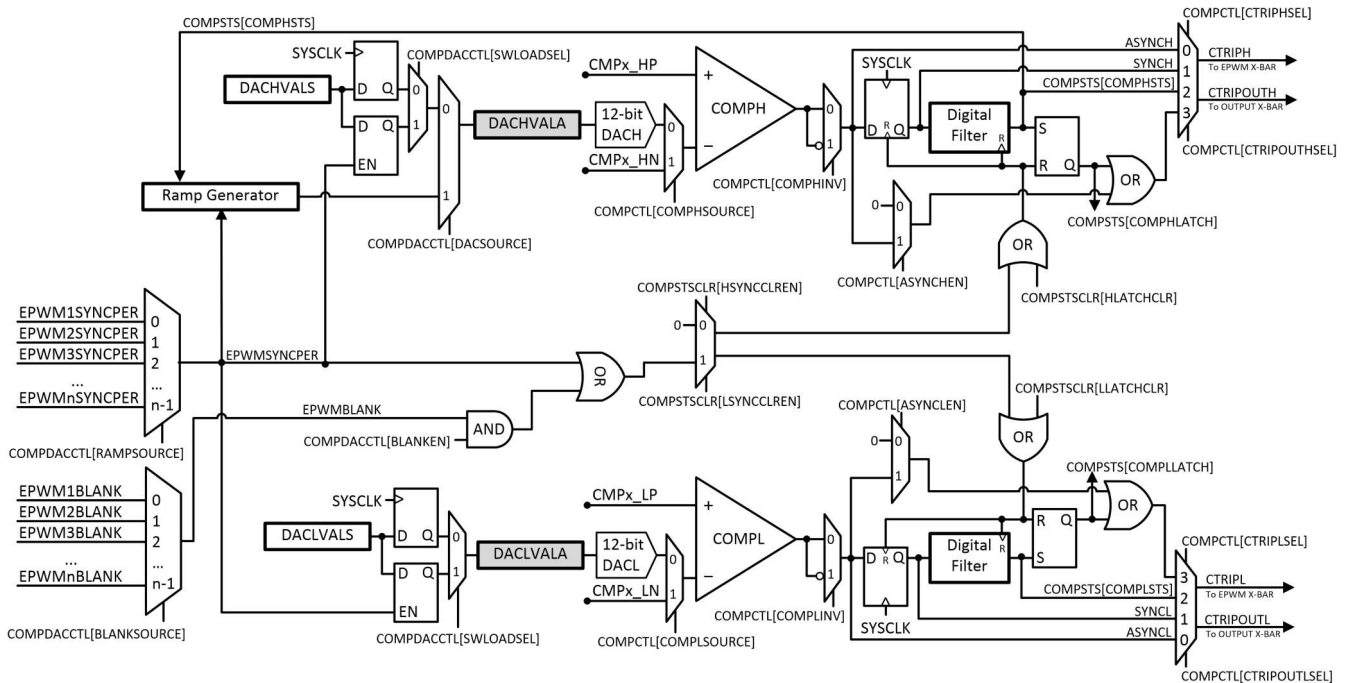 COMPSTS[COMPHSTS]
COMPCTL[CTRIPHSEL]
SYSCLK
COMPDACCTL[SWLOADSEL]
DACHVALS
D Q
0
1
D Q
EN
0
1
DACHVALA
CMPx_HP
12-bit
DACH
CMPx_HN
0
1
+
COMPH
−
0
1
COMPCTL[COMPHINV]
SYSCLK
D R Q
Digital
Filter
R
S
R Q
ASYNCH
SYNCH
COMPSTS[COMPHSTS]
0
1
2
3
CTRIPH
To EPWM X-BAR
CTRIPOUTH
To OUTPUT X-BAR
COMPCTL[CTRIPOUTHSEL]
OR
COMPSTS[COMPHLATCH]
Ramp Generator
COMPDACCTL[DACSOURCE]
COMPCTL[COMPHSOURCE]
0
0
1
COMPCTL[ASYNCHEN]
OR
COMPSTSCLR[HLATCHCLR]
EPWM1SYNCPER
EPWM2SYNCPER
EPWM3SYNCPER
...
EPWMnSYNCPER
0
1
2
...
n-1
COMPDACCTL[RAMPSOURCE]
EPWMSYNCPER
COMPSTSCLR[HSYNCCLREN]
0
0
1
COMPSTSCLR[LSYNCCLREN]
OR
EPWMBLANK
COMPDACCTL[BLANKEN]
AND
COMPSTSCLR[LLATCHCLR]
OR
COMPCTL[ASYNCLEN]
0
0
1
EPWM1BLANK
EPWM2BLANK
EPWM3BLANK
...
EPWMnBLANK
0
1
2
...
n-1
COMPDACCTL[BLANKSOURCE]
SYSCLK
DACLVALS
D Q
D Q
EN
0
1
COMPDACCTL[SWLOADSEL]
DACLVALA
CMPx_LP
12-bit
DACL
CMPx_LN
0
1
COMPCTL[COMPLSOURCE]
+
COMPL
−
0
1
COMPCTL[COMPLINV]
D R Q
SYSCLK
Digital
Filter
R
R Q
S
COMPSTS[COMPLLATCH]
OR
COMPCTL[CTRIPLSEL]
COMPSTS[COMPLSTS]
SYNCL
ASYNCL
3
2
1
0
CTRIPL
To EPWM X-BAR
CTRIPOUTL
To OUTPUT X-BAR
COMPCTL[CTRIPOUTLSEL]